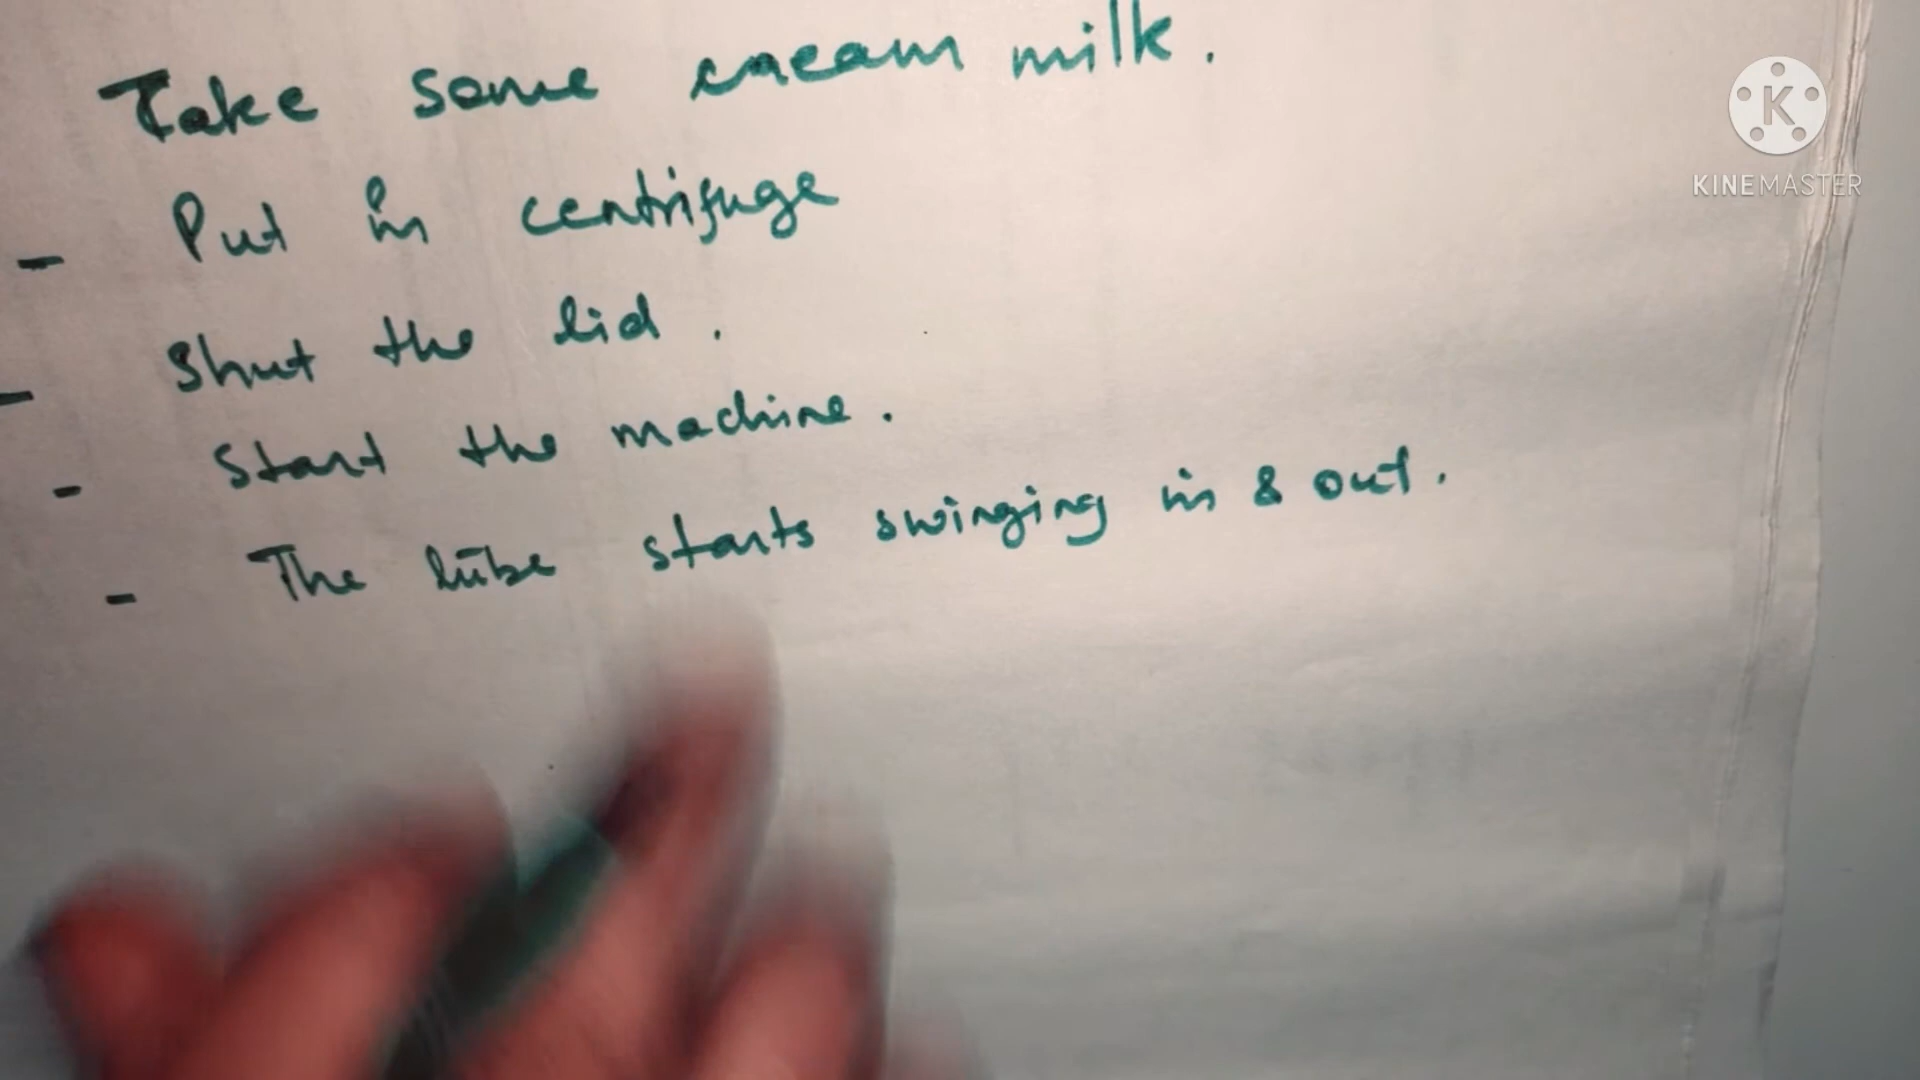 Take some cream milk.
- Put in centrifuge
- Shut the lid.
- Start the machine.
- The tube starts swinging in & out.
K
KINEMASTER